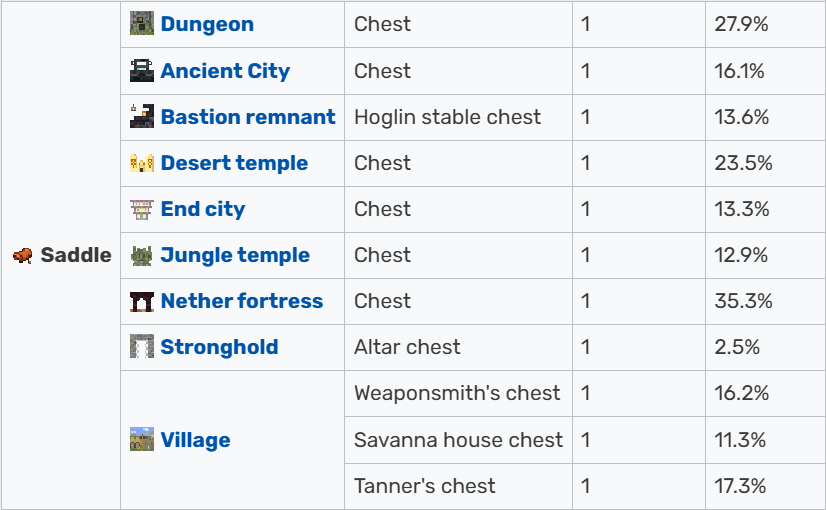 Dungeon Chest 1 27.9%
Ancient City Chest 1 16.1%
Bastion remnant Hoglin stable chest 1 13.6%
Desert temple Chest 1 23.5%
End city Chest 1 13.3%
Saddle Jungle temple Chest 1 12.9%
Nether fortress Chest 1 35.3%
Stronghold Altar chest 1 2.5%
Weaponsmith's chest 1 16.2%
Village Savanna house chest 1 11.3%
Tanner's chest 1 17.3%